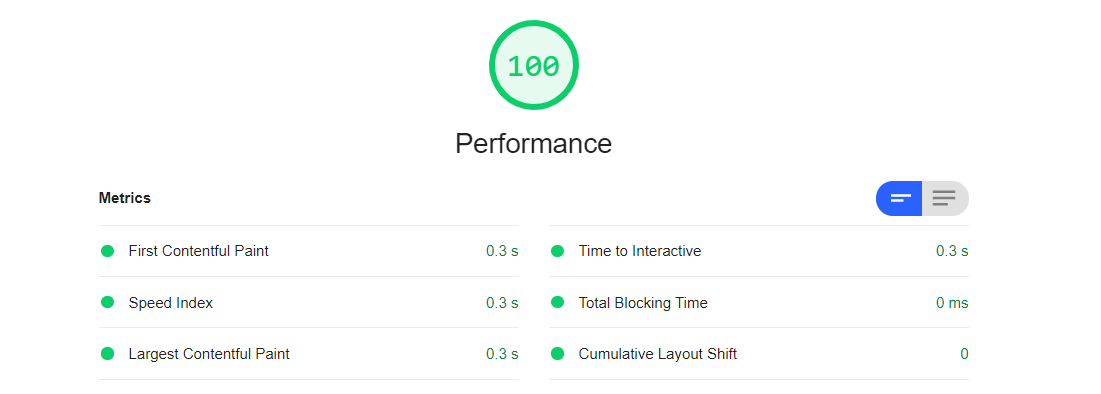 100
Performance
Metrics
First Contentful Paint 0.3 s
Time to Interactive 0.3 s
Speed Index 0.3 s
Total Blocking Time 0 ms
Largest Contentful Paint 0.3 s
Cumulative Layout Shift 0